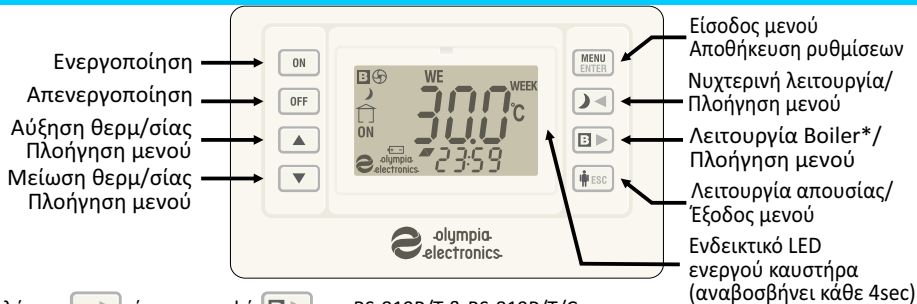 Ενεργοποίηση
Απενεργοποίηση
Αύξηση θερμ/σίας
Πλοήγηση μενού
Μείωση θερμ/σίας
Πλοήγηση μενού
ON
OFF
B WE
WEEK
30.0 °C
ON
olympia electronics
23:59
MENU
ENTER
B
ESC
olympia
electronics
Είσοδος μενού
Αποθήκευση ρυθμίσεων
Νυχτερινή λειτουργία/
Πλοήγηση μενού
Λειτουργία Boiler*/
Πλοήγηση μενού
Λειτουργία απουσίας/
Έξοδος μενού
Ενδεικτικό LED
ενεργού καυστήρα
(αναβοσβήνει κάθε 4sec)